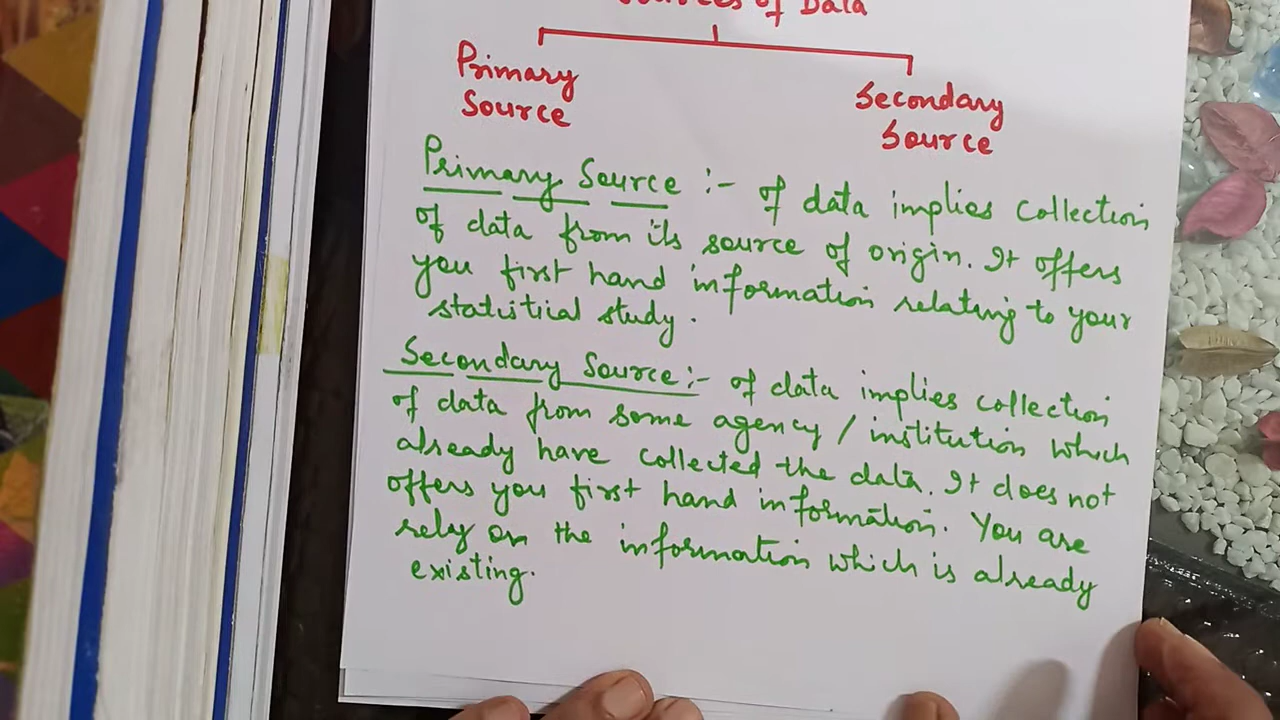 Sources of Data
Primary
Source
Secondary
Source
Primary Source :- of data implies collection
of data from its source of origin. It offers
you first hand information relating to your
statistical study.
Secondary Source :- of data implies collection
of data from some agency / institution which
already have collected the data. It does not
offers you first hand information. You are
rely on the information which is already
existing.